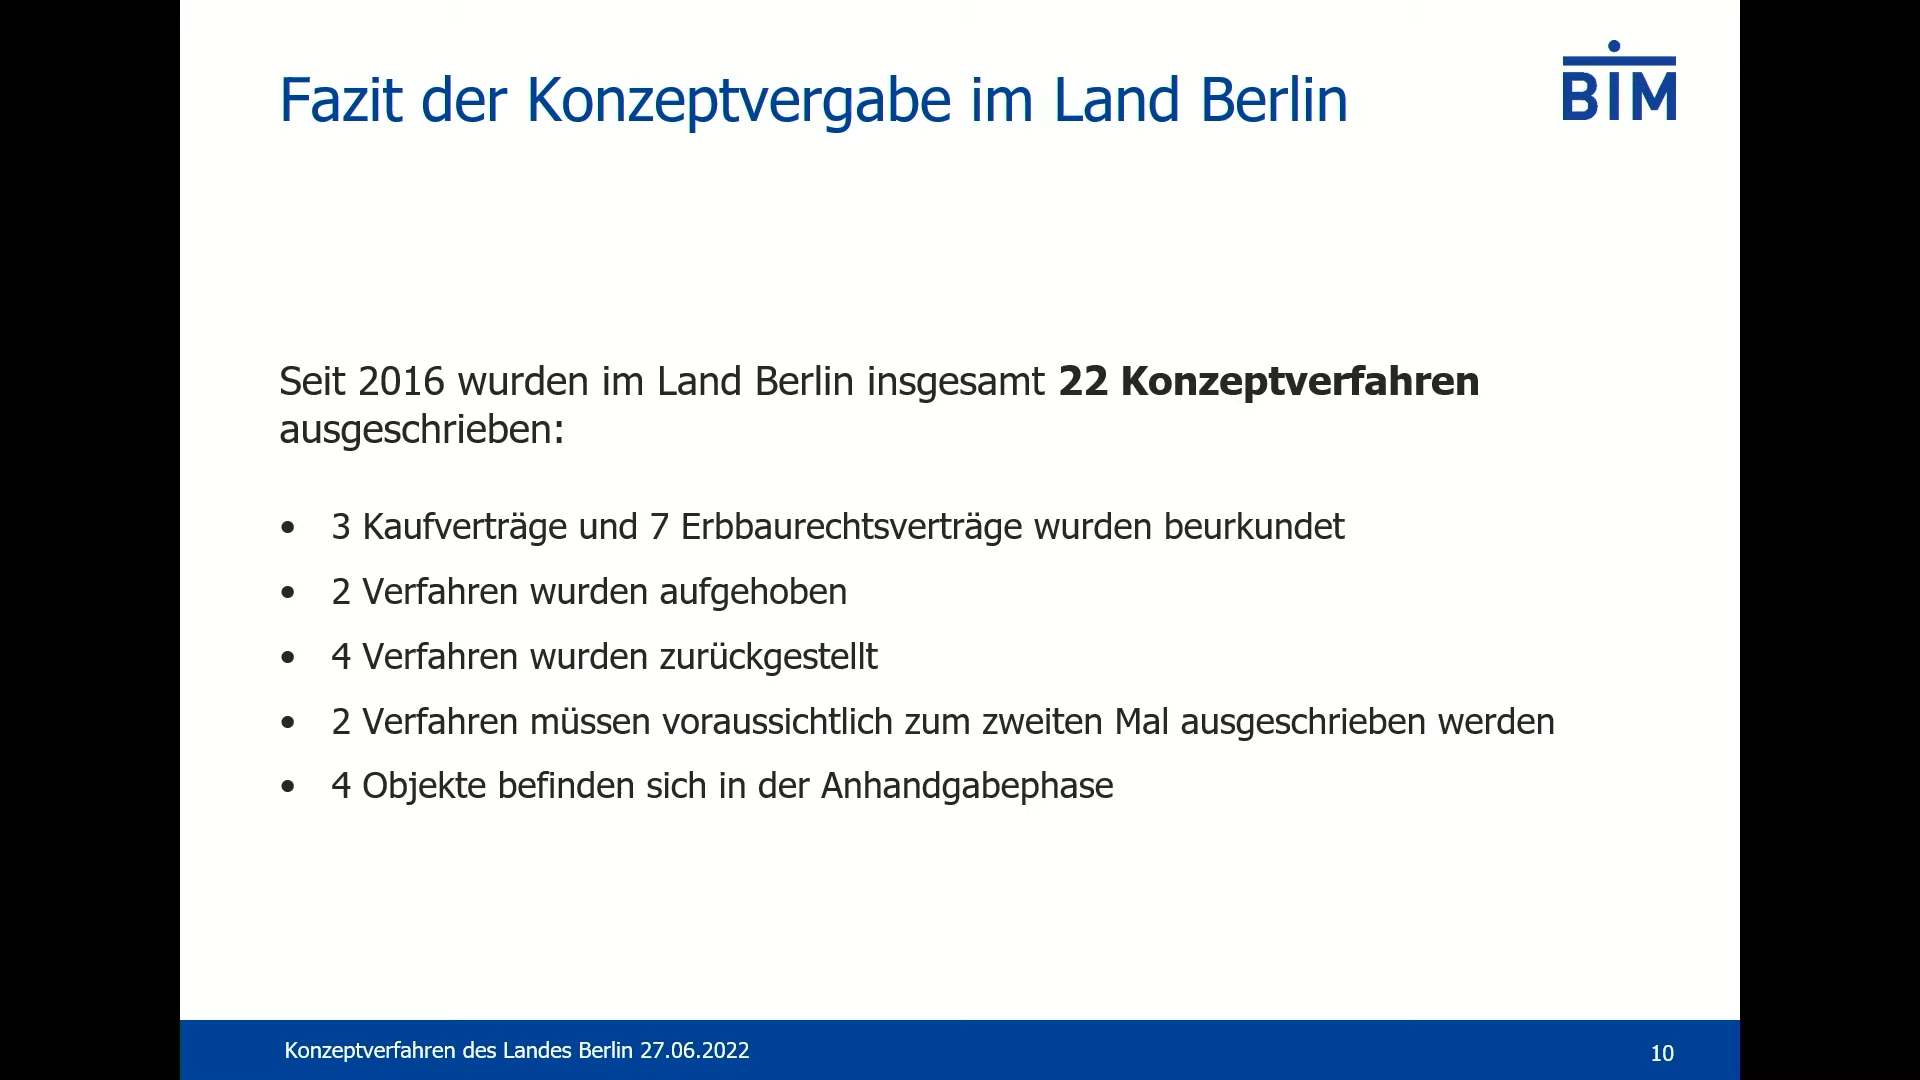 Fazit der Konzeptvergabe im Land Berlin
BIM
Seit 2016 wurden im Land Berlin insgesamt 22 Konzeptverfahren
ausgeschrieben:
• 3 Kaufverträge und 7 Erbbaurechtsverträge wurden beurkundet
• 2 Verfahren wurden aufgehoben
• 4 Verfahren wurden zurückgestellt
• 2 Verfahren müssen voraussichtlich zum zweiten Mal ausgeschrieben werden
• 4 Objekte befinden sich in der Anhandgabephase
Konzeptverfahren des Landes Berlin 27.06.2022
10